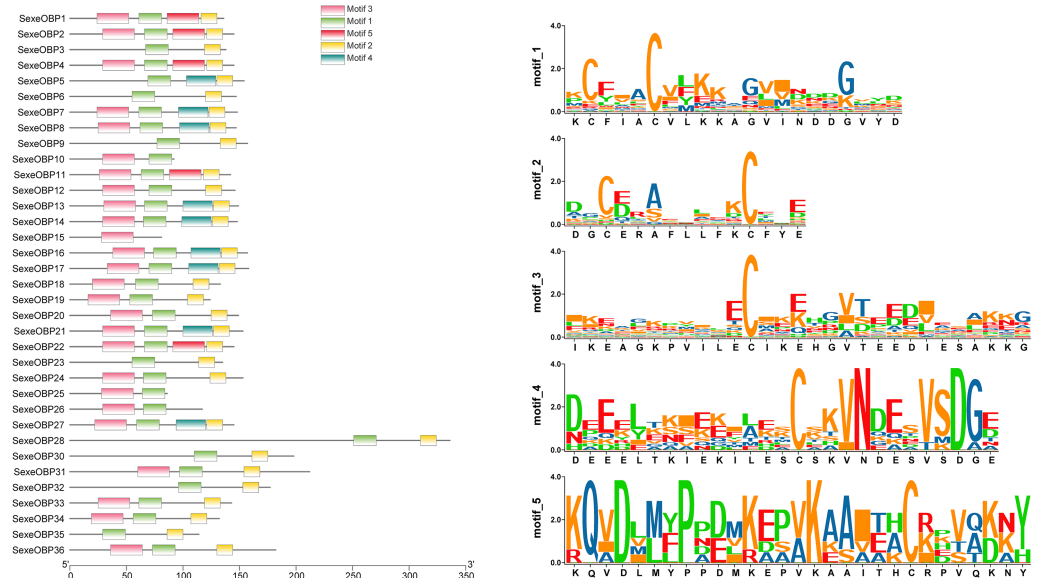 Motif 3
Motif 1
Motif 5
Motif 2
Motif 4
SexeOBP1
SexeOBP2
SexeOBP3
SexeOBP4
SexeOBP5
SexeOBP6
SexeOBP7
SexeOBP8
SexeOBP9
SexeOBP10
SexeOBP11
SexeOBP12
SexeOBP13
SexeOBP14
SexeOBP15
SexeOBP16
SexeOBP17
SexeOBP18
SexeOBP19
SexeOBP20
SexeOBP21
SexeOBP22
SexeOBP23
SexeOBP24
SexeOBP25
SexeOBP26
SexeOBP27
SexeOBP28
SexeOBP30
SexeOBP31
SexeOBP32
SexeOBP33
SexeOBP34
SexeOBP35
SexeOBP36
5' 3'
0 50 100 150 200 250 300 350
motif_1
4.0
2.0
0.0
K C F I A C V L K K A G V I N D D G V Y D
motif_2
4.0
2.0
0.0
D G C E R A F L L F K C F Y E
motif_3
4.0
2.0
0.0
I K E A G K P V I L E C I K E H G V T E E D I E S A K K G
motif_4
4.0
2.0
0.0
D E E E L T K I E K I L E S C S K V N D E S V S D G E
motif_5
4.0
2.0
0.0
K Q V D L M Y P P D M K E P V K A A I T H C R P V Q K N Y